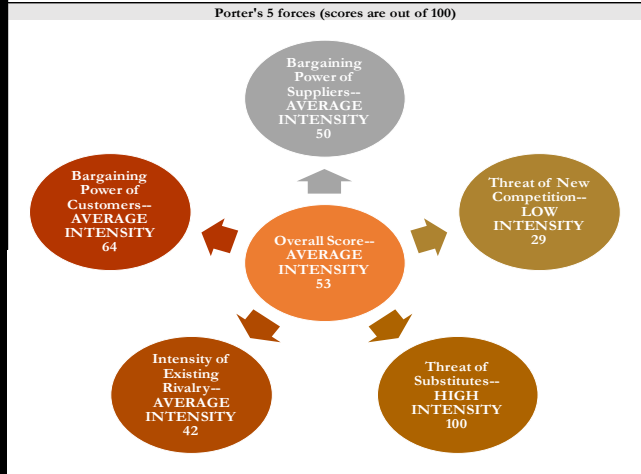 Porter's 5 forces (scores are out of 100)
Bargaining
Power of
Suppliers--
AVERAGE
INTENSITY
50
Bargaining
Power of
Customers--
AVERAGE
INTENSITY
64
Threat of New
Competition--
LOW
INTENSITY
29
Overall Score--
AVERAGE
INTENSITY
53
Intensity of
Existing
Rivalry--
AVERAGE
INTENSITY
42
Threat of
Substitutes--
HIGH
INTENSITY
100